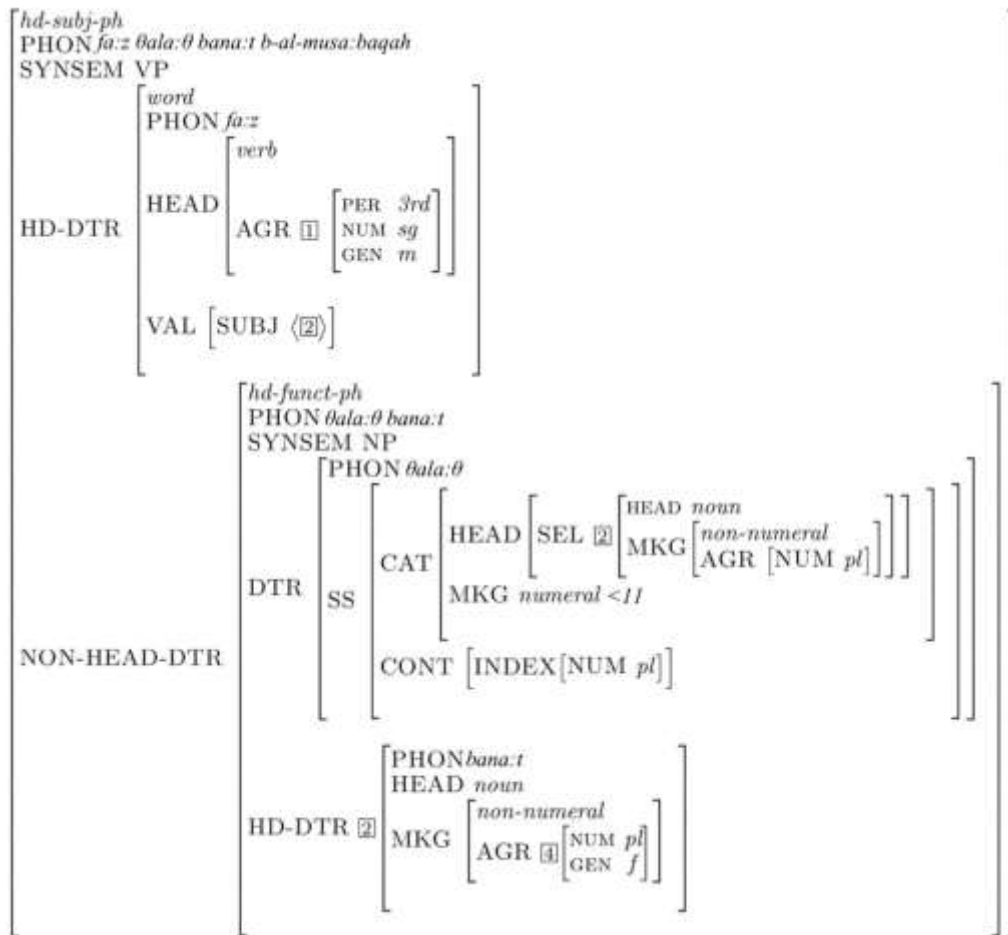 hd-subj-ph
PHON fa:z θala:θ bana:t b-al-musa:baqah
SYNSEM VP
HD-DTR
word
PHON fa:z
HEAD
verb
AGR 1
PER 3rd
NUM sg
GEN m
VAL [SUBJ ⟨2⟩]
NON-HEAD-DTR
hd-funct-ph
PHON θala:θ bana:t
SYNSEM NP
DTR
PHON θala:θ
SS
CAT
HEAD [SEL 2
HEAD noun
MKG
non-numeral
AGR [NUM pl]
MKG numeral <11
CONT [INDEX[NUM pl]]
HD-DTR 2
PHON bana:t
HEAD noun
MKG
non-numeral
AGR 4
NUM pl
GEN f